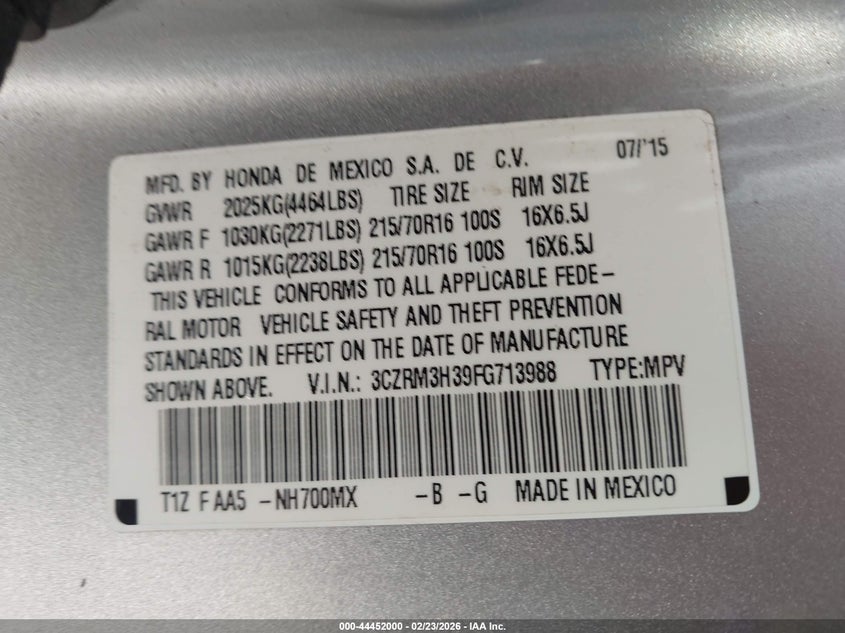 MFD. BY HONDA DE MEXICO S.A. DE C.V. 07/'15
GVWR 2025KG(4464LBS) TIRE SIZE RIM SIZE
GAWR F 1030KG(2271LBS) 215/70R16 100S 16X6.5J
GAWR R 1015KG(2238LBS) 215/70R16 100S 16X6.5J
THIS VEHICLE CONFORMS TO ALL APPLICABLE FEDE-
RAL MOTOR VEHICLE SAFETY AND THEFT PREVENTION
STANDARDS IN EFFECT ON THE DATE OF MANUFACTURE
SHOWN ABOVE. V.I.N.: 3CZRM3H39FG713988 TYPE:MPV
T1Z F AA5 -NH700MX -B -G MADE IN MEXICO
000-44452000 - 02/23/2026 - IAA Inc.